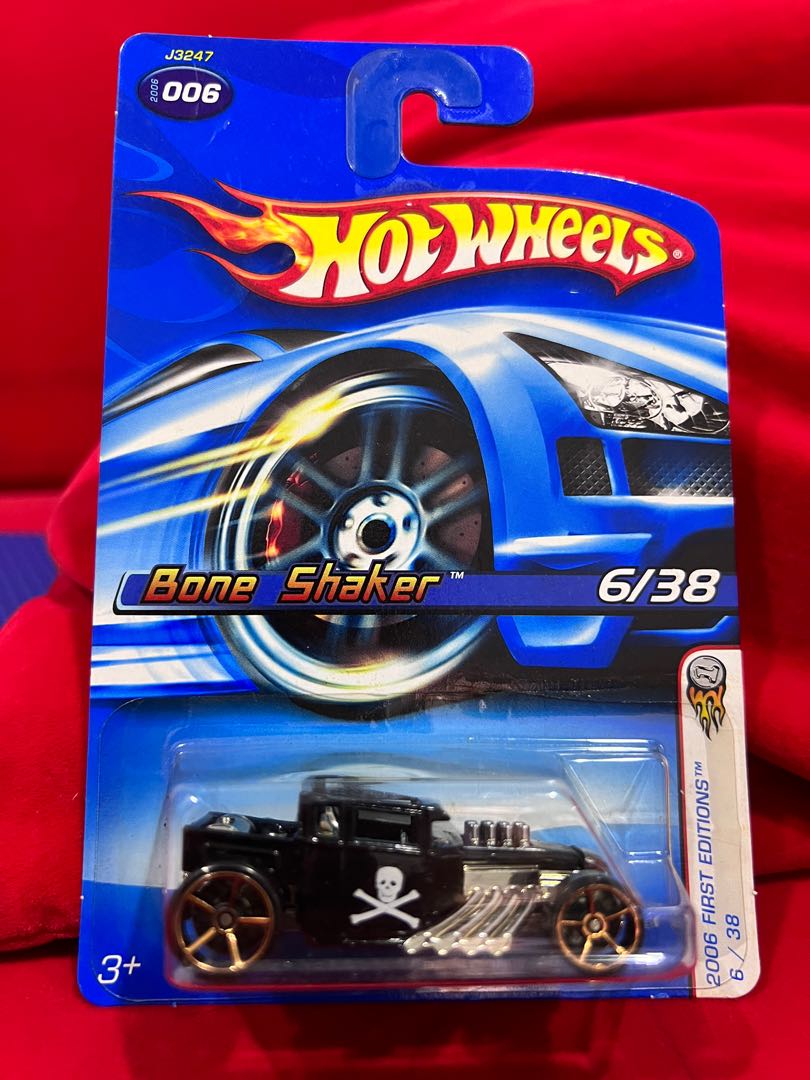 J3247
2006 006
HOT WHEELS®
Bone Shaker™ 6/38
2006 FIRST EDITIONS™
6 / 38
3+